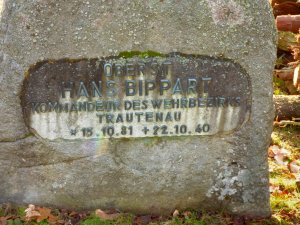 OBERST
HANS BIPPART
KOMMANDEUR DES WEHRBEZIRKS
TRAUTENAU
* 15.10.81 + 22.10.40